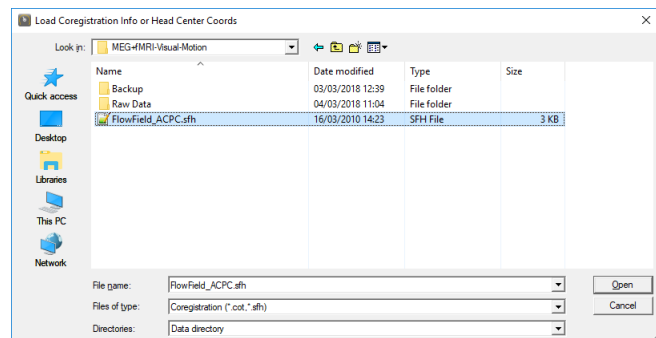 Load Coregistration Info or Head Center Coords
Look in: MEG+fMRI-Visual-Motion
Name Date modified Type Size
Backup 03/03/2018 12:39 File folder
Raw Data 04/03/2018 11:04 File folder
FlowField_ACPC.sfh 16/03/2010 14:23 SFH File 3 KB
Quick access
Desktop
Libraries
This PC
Network
File name: FlowField_ACPC.sfh Open
Files of type: Coregistration (*.cot,*.sfh) Cancel
Directories: Data directory